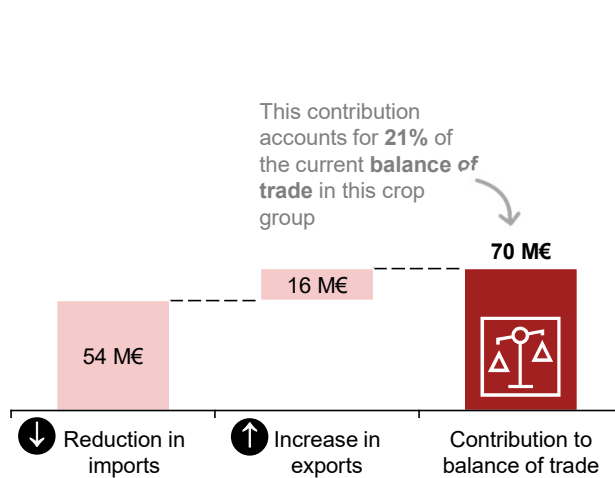 This contribution
accounts for 21% of
the current balance of
trade in this crop
group
70 M€
16 M€
54 M€
Reduction in
imports
Increase in
exports
Contribution to
balance of trade